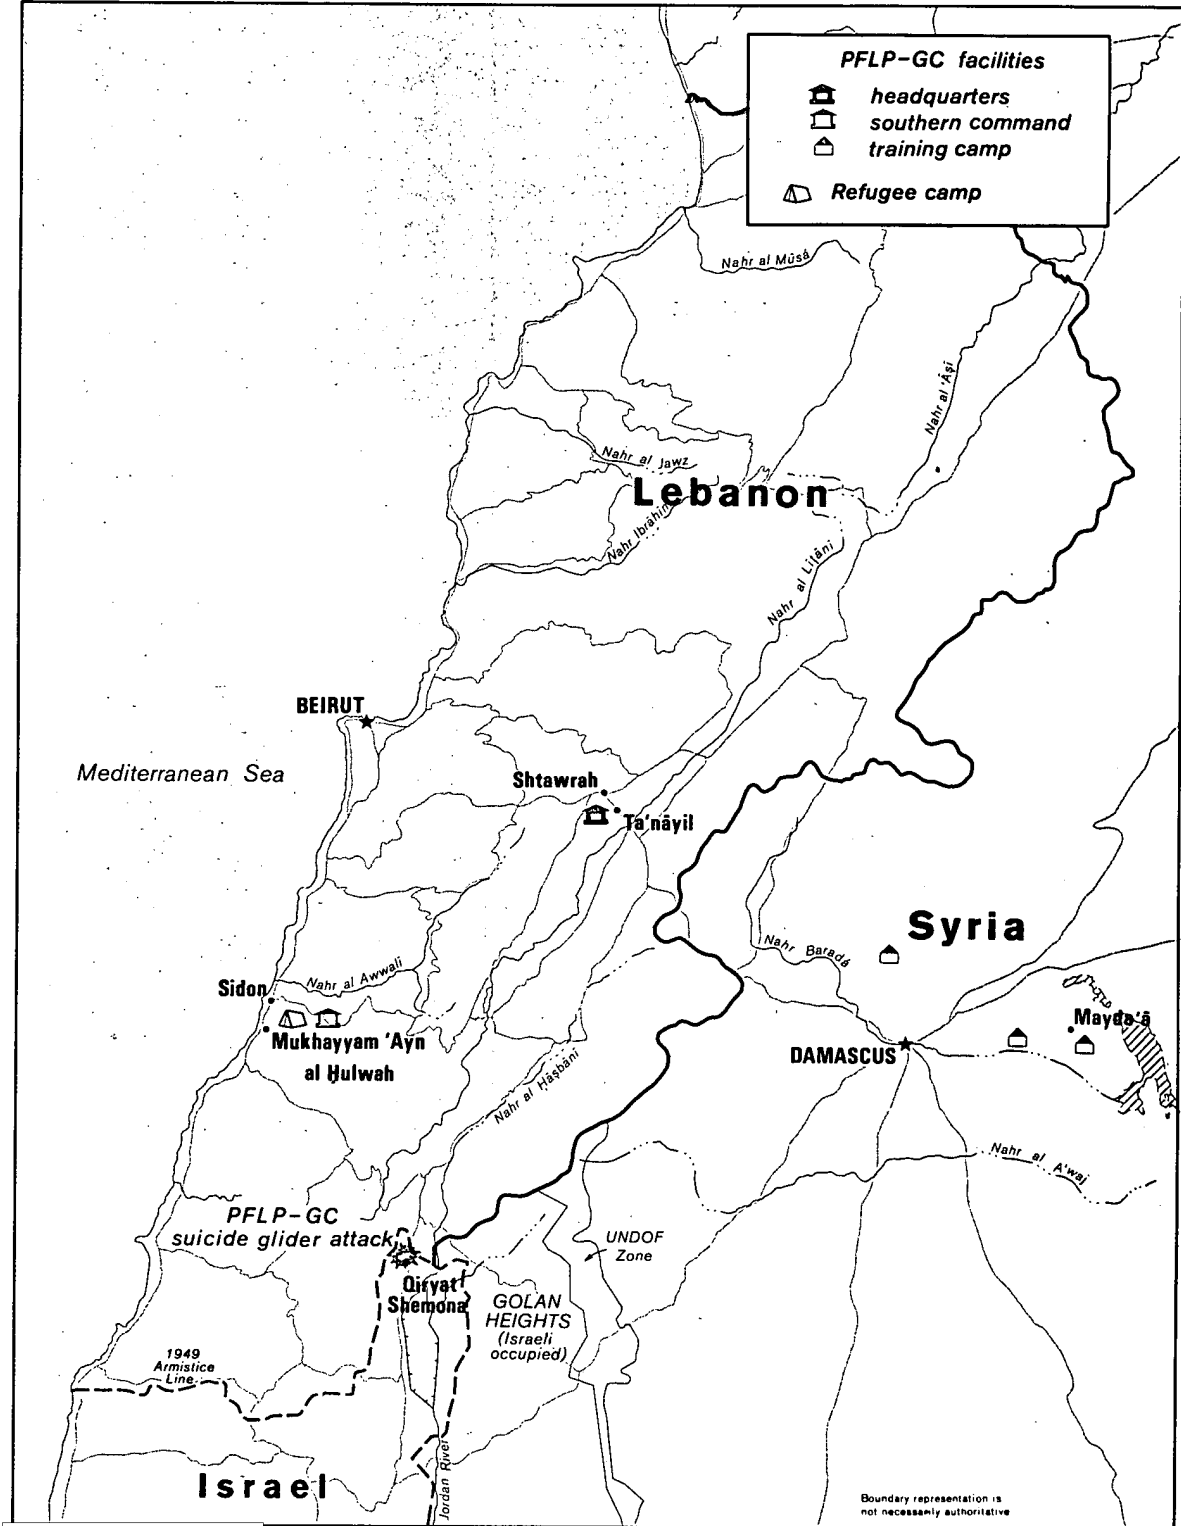 PFLP-GC facilities
headquarters
southern command
training camp
Refugee camp
Nahr al Mūsá
Nahr al 'Āşī
Nahr al Jawz
Lebanon
Nahr Ibrāhīm
Nahr al Līţānī
BEIRUT
Mediterranean Sea
Shtawrah
Ta'nāyil
Syria
Nahr Baradá
Nahr al Awwalī
Sidon
Mukhayyam 'Ayn
al Ḩulwah
Mayda'ā
DAMASCUS
Nahr al Ḩāşbānī
Nahr al A'waj
PFLP-GC
suicide glider attack
UNDOF
Zone
Qiryat
Shemona
GOLAN
HEIGHTS
(Israeli
occupied)
1949
Armistice
Line
Jordan River
Israel
Boundary representation is
not necessarily authoritative